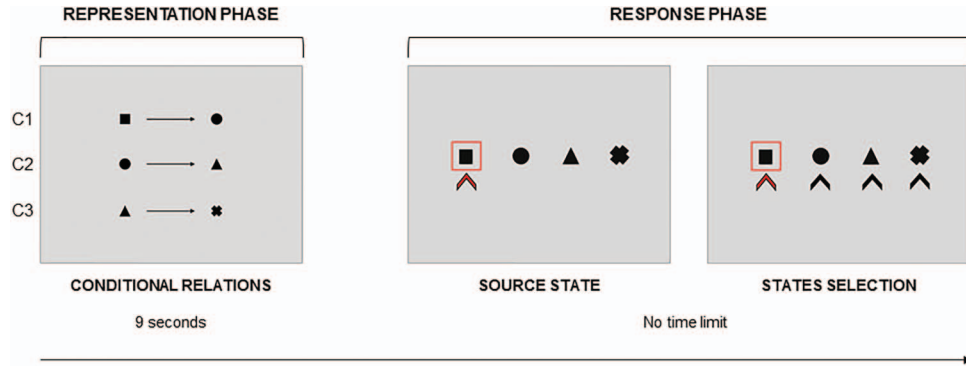 REPRESENTATION PHASE
RESPONSE PHASE
C1
C2
C3
CONDITIONAL RELATIONS
SOURCE STATE
STATES SELECTION
9 seconds
No time limit